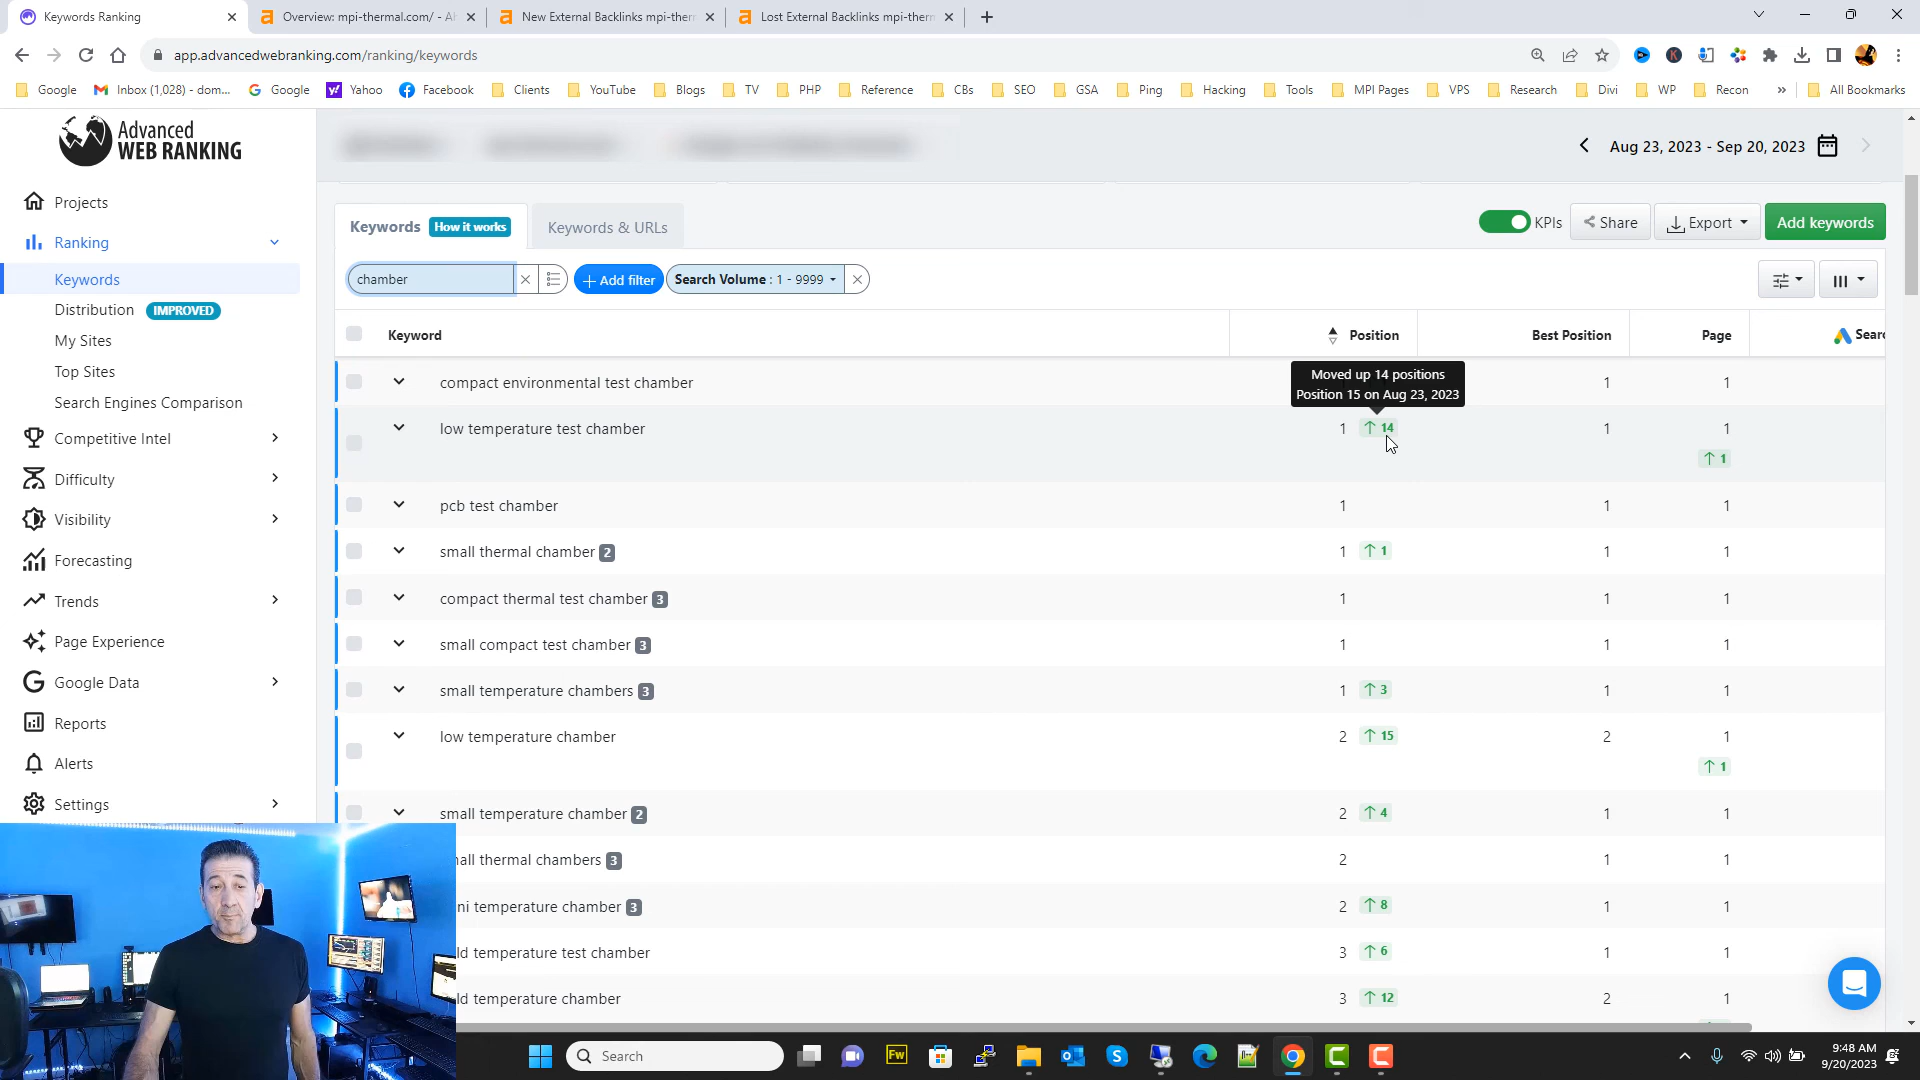 Keywords Ranking
Overview: mpi-thermal.com/ - Ah
New External Backlinks mpi-ther
Lost External Backlinks mpi-therm
app.advancedwebranking.com/ranking/keywords
Google
Inbox (1,028) - dom...
Google
Yahoo
Facebook
Clients
YouTube
Blogs
TV
PHP
Reference
CBs
SEO
GSA
Ping
Hacking
Tools
MPI Pages
VPS
Research
Divi
WP
Recon
»
All Bookmarks
Advanced
WEB RANKING
Aug 23, 2023 - Sep 20, 2023
Projects
Ranking
Keywords
Distribution IMPROVED
My Sites
Top Sites
Search Engines Comparison
Competitive Intel
Difficulty
Visibility
Forecasting
Trends
Page Experience
Google Data
Reports
Alerts
Settings
Keywords How it works
Keywords & URLs
KPIs
Share
Export
Add keywords
chamber
+ Add filter
Search Volume : 1 - 9999
Keyword Position Best Position Page Sear
Moved up 14 positions
Position 15 on Aug 23, 2023
compact environmental test chamber 1 1
low temperature test chamber 1 ↑ 14 1 1
↑ 1
pcb test chamber 1 1 1
small thermal chamber 2 1 ↑ 1 1 1
compact thermal test chamber 3 1 1 1
small compact test chamber 3 1 1 1
small temperature chambers 3 1 ↑ 3 1 1
low temperature chamber 2 ↑ 15 2 1
↑ 1
small temperature chamber 2 2 ↑ 4 1 1
all thermal chambers 3 2 1 1
ni temperature chamber 3 2 ↑ 8 1 1
ld temperature test chamber 3 ↑ 6 1 1
ld temperature chamber 3 ↑ 12 2 1
Search
Fw
9:48 AM
9/20/2023